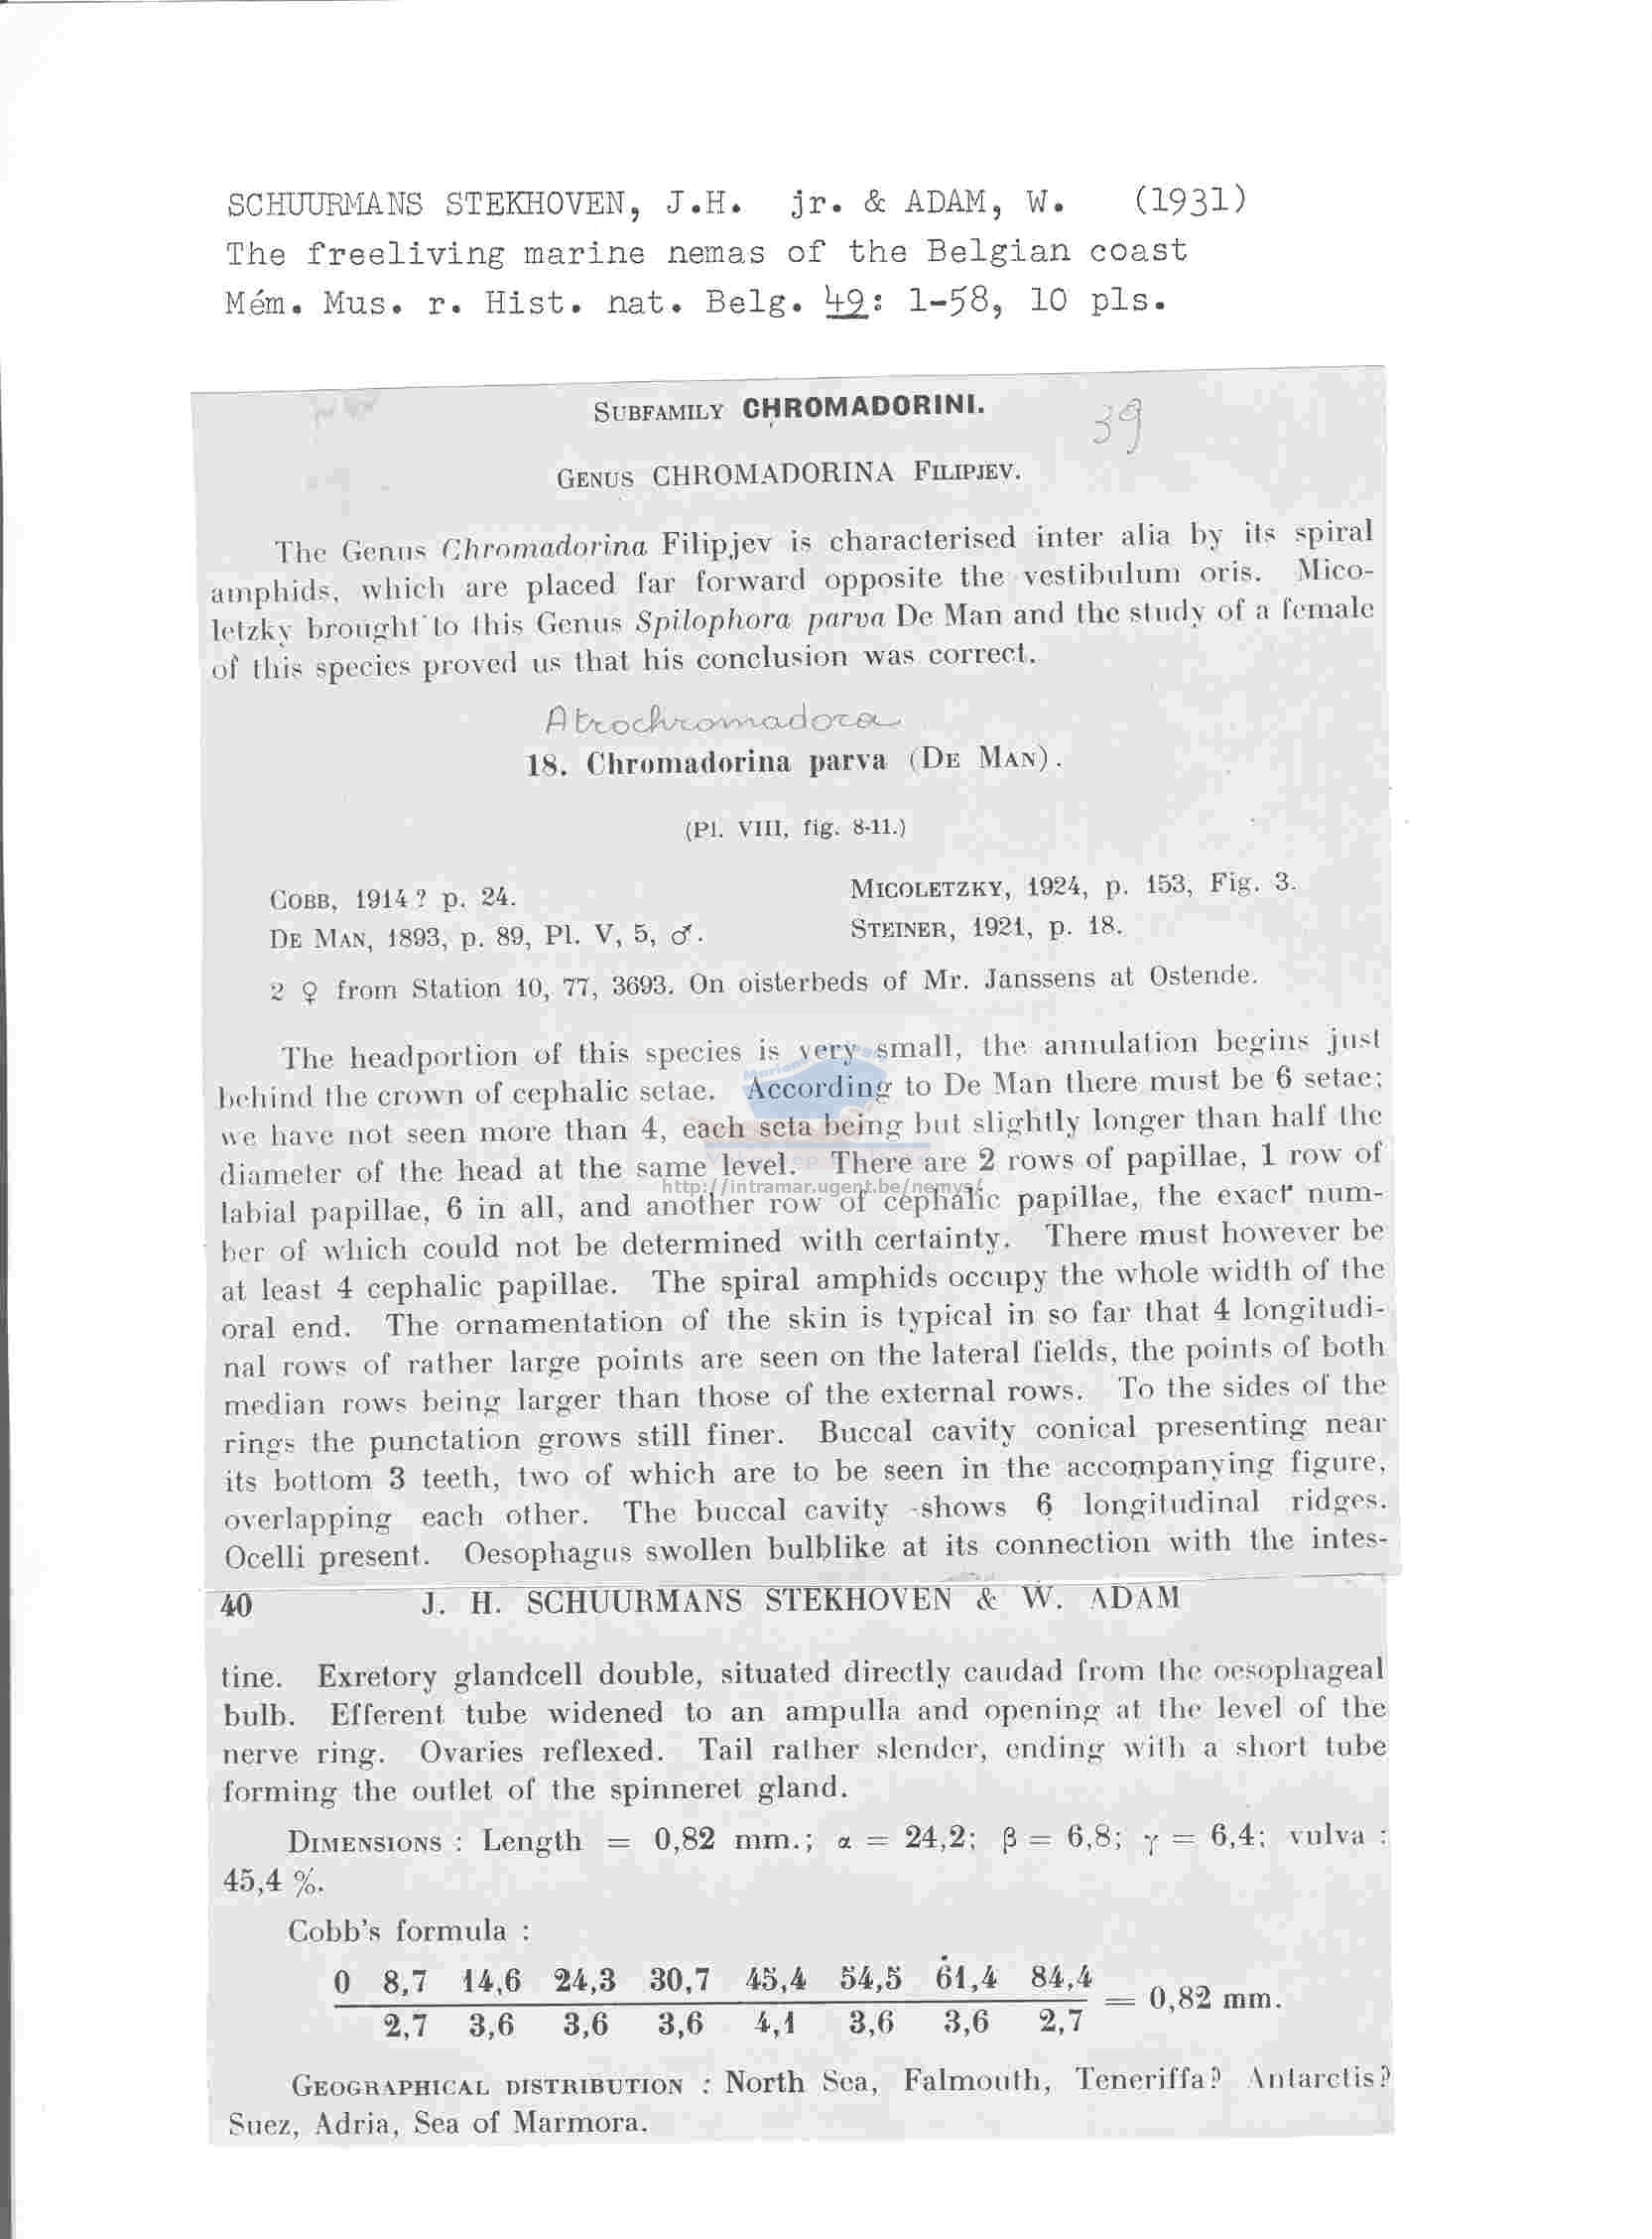 SCHUURMANS STEKHOVEN, J.H. jr. & ADAM, W. (1931)
The freeliving marine nemas of the Belgian coast
Mém. Mus. r. Hist. nat. Belg. 49: 1-58, 10 pls.
SUBFAMILY CHROMADORINI.
39
GENUS CHROMADORINA FILIPJEV.
The Genus Chromadorina Filipjev is characterised inter alia by its spiral
amphids, which are placed far forward opposite the vestibulum oris. Mico-
letzky brought to this Genus Spilophora parva De Man and the study of a female
of this species proved us that his conclusion was correct.
Atrochromadora
18. Chromadorina parva (DE MAN).
(Pl. VIII, fig. 8-11.)
COBB, 1914? p. 24.
DE MAN, 1893, p. 89, Pl. V, 5, ♂.
MICOLETZKY, 1924, p. 153, Fig. 3.
STEINER, 1921, p. 18.
2 ♀ from Station 10, 77, 3693. On oisterbeds of Mr. Janssens at Ostende.
The headportion of this species is very small, the annulation begins just
behind the crown of cephalic setae. According to De Man there must be 6 setae;
we have not seen more than 4, each seta being but slightly longer than half the
diameter of the head at the same level. There are 2 rows of papillae, 1 row of
http://intramar.ugent.be/nemys/
labial papillae, 6 in all, and another row of cephalic papillae, the exact num-
ber of which could not be determined with certainty. There must however be
at least 4 cephalic papillae. The spiral amphids occupy the whole width of the
oral end. The ornamentation of the skin is typical in so far that 4 longitudi-
nal rows of rather large points are seen on the lateral fields, the points of both
median rows being larger than those of the external rows. To the sides of the
rings the punctation grows still finer. Buccal cavity conical presenting near
its bottom 3 teeth, two of which are to be seen in the accompanying figure,
overlapping each other. The buccal cavity shows 6 longitudinal ridges.
Ocelli present. Oesophagus swollen bulblike at its connection with the intes-
40 J. H. SCHUURMANS STEKHOVEN & W. ADAM
tine. Exretory glandcell double, situated directly caudad from the oesophageal
bulb. Efferent tube widened to an ampulla and opening at the level of the
nerve ring. Ovaries reflexed. Tail rather slender, ending with a short tube
forming the outlet of the spinneret gland.
DIMENSIONS : Length = 0,82 mm.; α = 24,2; β = 6,8; γ = 6,4; vulva :
45,4 %.
Cobb's formula :
0 8,7 14,6 24,3 30,7 45,4 54,5 61,4 84,4
= 0,82 mm.
2,7 3,6 3,6 3,6 4,1 3,6 3,6 2,7
GEOGRAPHICAL DISTRIBUTION : North Sea, Falmouth, Teneriffa? Antarctis?
Suez, Adria, Sea of Marmora.